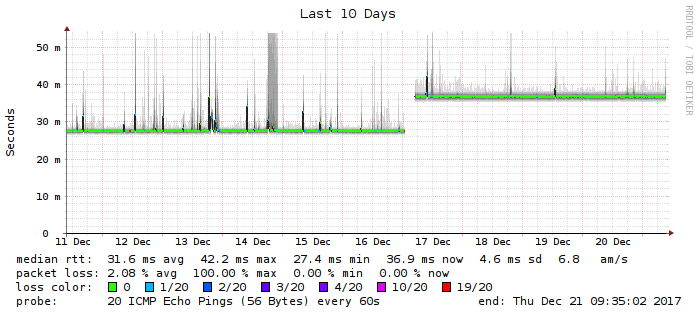 Last 10 Days
RRDTOOL / TOBI OETIKER
Seconds
50 m
40 m
30 m
20 m
10 m
0
11 Dec 12 Dec 13 Dec 14 Dec 15 Dec 16 Dec 17 Dec 18 Dec 19 Dec 20 Dec
median rtt: 31.6 ms avg 42.2 ms max 27.4 ms min 36.9 ms now 4.6 ms sd 6.8 am/s
packet loss: 2.08 % avg 100.00 % max 0.00 % min 0.00 % now
loss color: 0 1/20 2/20 3/20 4/20 10/20 19/20
probe: 20 ICMP Echo Pings (56 Bytes) every 60s end: Thu Dec 21 09:35:02 2017